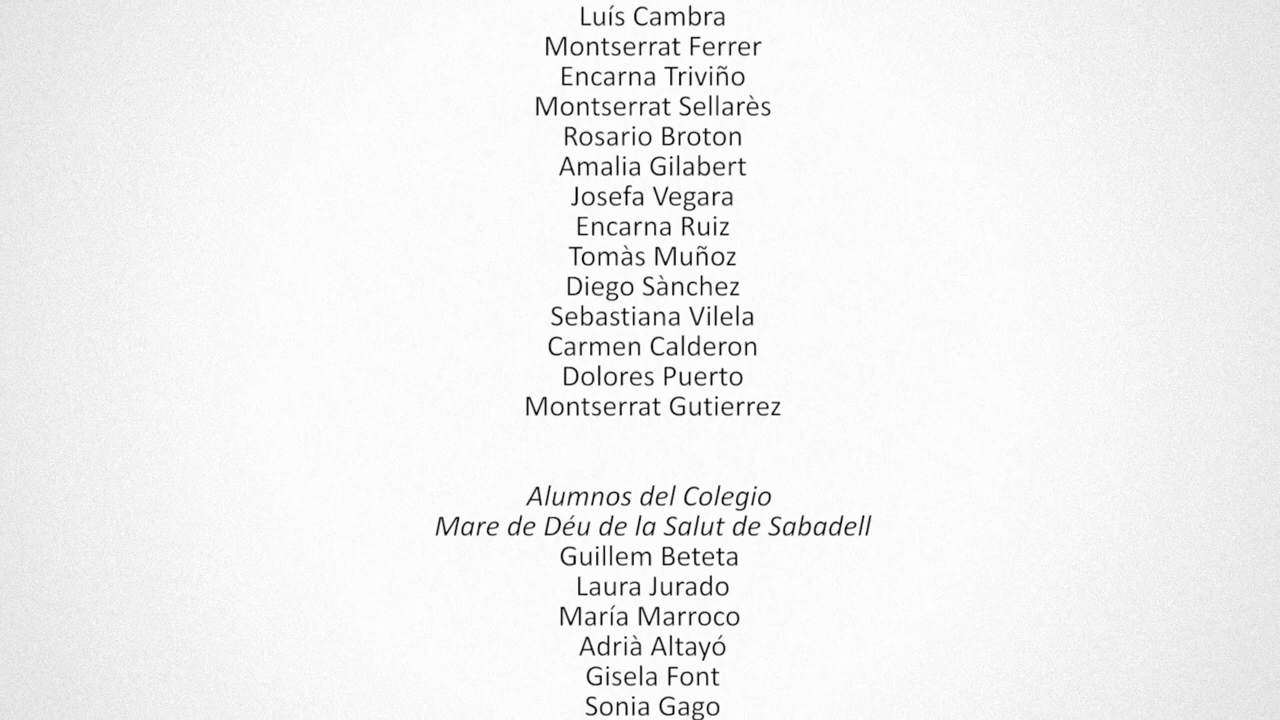 Luís Cambra
Montserrat Ferrer
Encarna Triviño
Montserrat Sellarès
Rosario Broton
Amalia Gilabert
Josefa Vegara
Encarna Ruiz
Tomàs Muñoz
Diego Sànchez
Sebastiana Vilela
Carmen Calderon
Dolores Puerto
Montserrat Gutierrez
Alumnos del Colegio
Mare de Déu de la Salut de Sabadell
Guillem Beteta
Laura Jurado
María Marroco
Adrià Altayó
Gisela Font
Sonia Gago